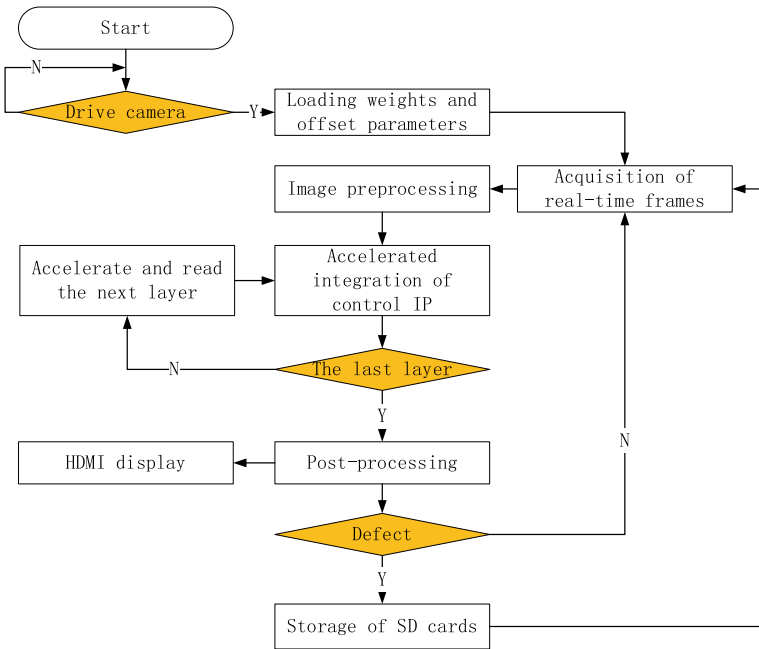 Start
N
Drive camera
Y
Loading weights and
offset parameters
Image preprocessing
Acquisition of
real-time frames
Accelerate and read
the next layer
Accelerated
integration of
control IP
N
The last layer
Y
HDMI display
Post-processing
N
Defect
Y
Storage of SD cards